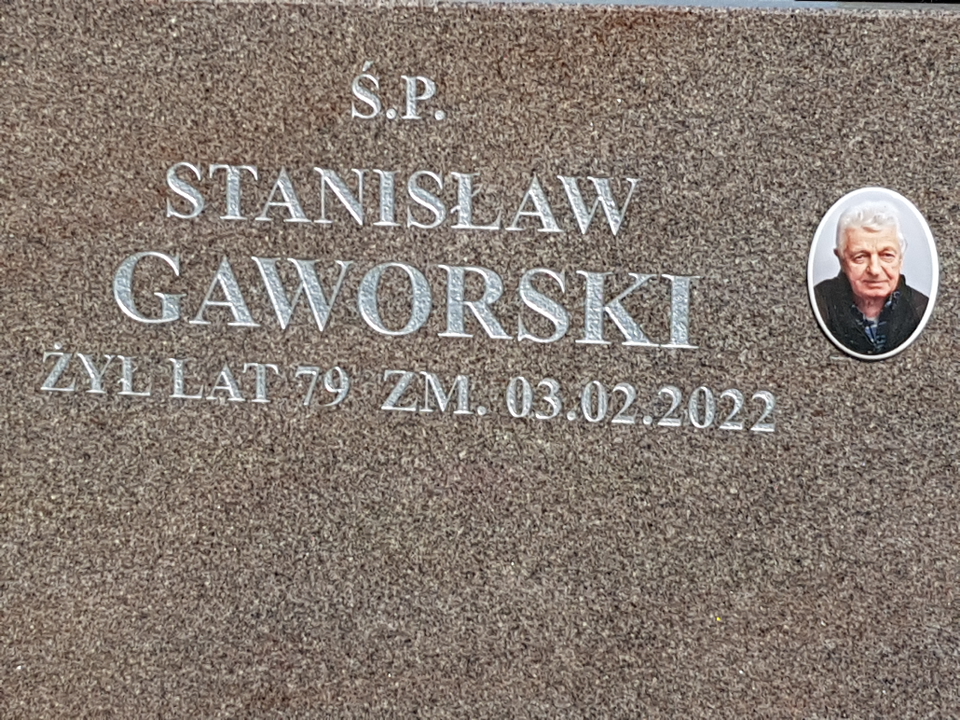 Ś.P.
STANISŁAW
GAWORSKI
ŻYŁ LAT 79 ZM. 03.02.2022